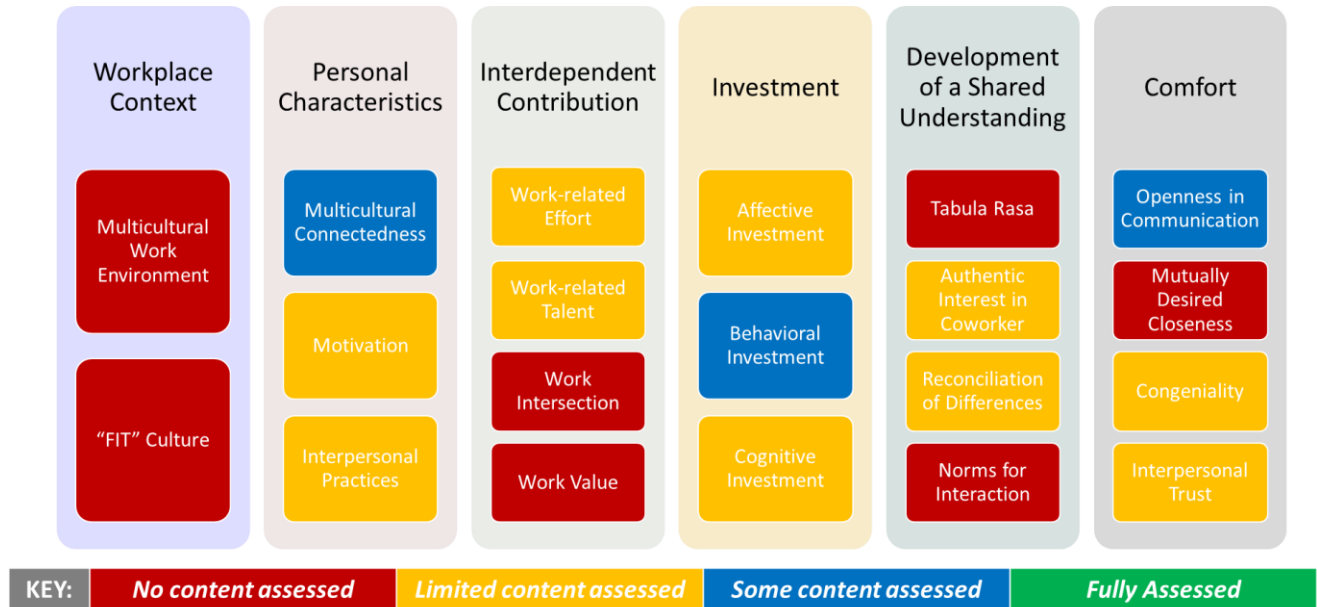 Workplace
Context
Multicultural
Work
Environment
“FIT” Culture
Personal
Characteristics
Multicultural
Connectedness
Motivation
Interpersonal
Practices
Interdependent
Contribution
Work-related
Effort
Work-related
Talent
Work
Intersection
Work Value
Investment
Affective
Investment
Behavioral
Investment
Cognitive
Investment
Development
of a Shared
Understanding
Tabula Rasa
Authentic
Interest in
Coworker
Reconciliation
of Differences
Norms for
Interaction
Comfort
Openness in
Communication
Mutually
Desired
Closeness
Congeniality
Interpersonal
Trust
KEY: No content assessed Limited content assessed Some content assessed Fully Assessed